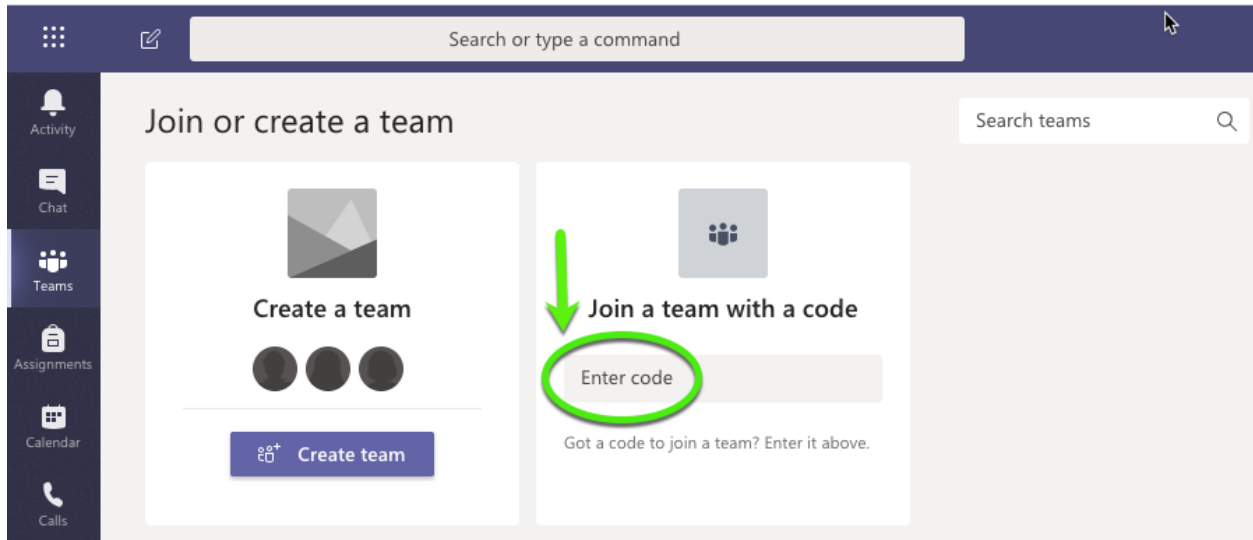 Search or type a command
Activity
Chat
Teams
Assignments
Calendar
Calls
Join or create a team
Search teams
Create a team
Create team
Join a team with a code
Enter code
Got a code to join a team? Enter it above.